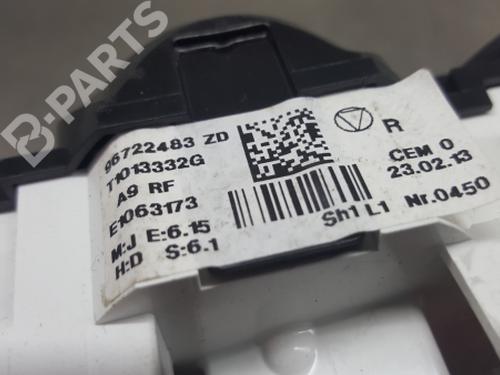 B-PARTS
96722483 ZD
T1013332G
A9 RF
E1063173
M:J E:6.15
H:D S:6.1
R
CEM 0
23.02.13
Nr.0450
Sh1 L1